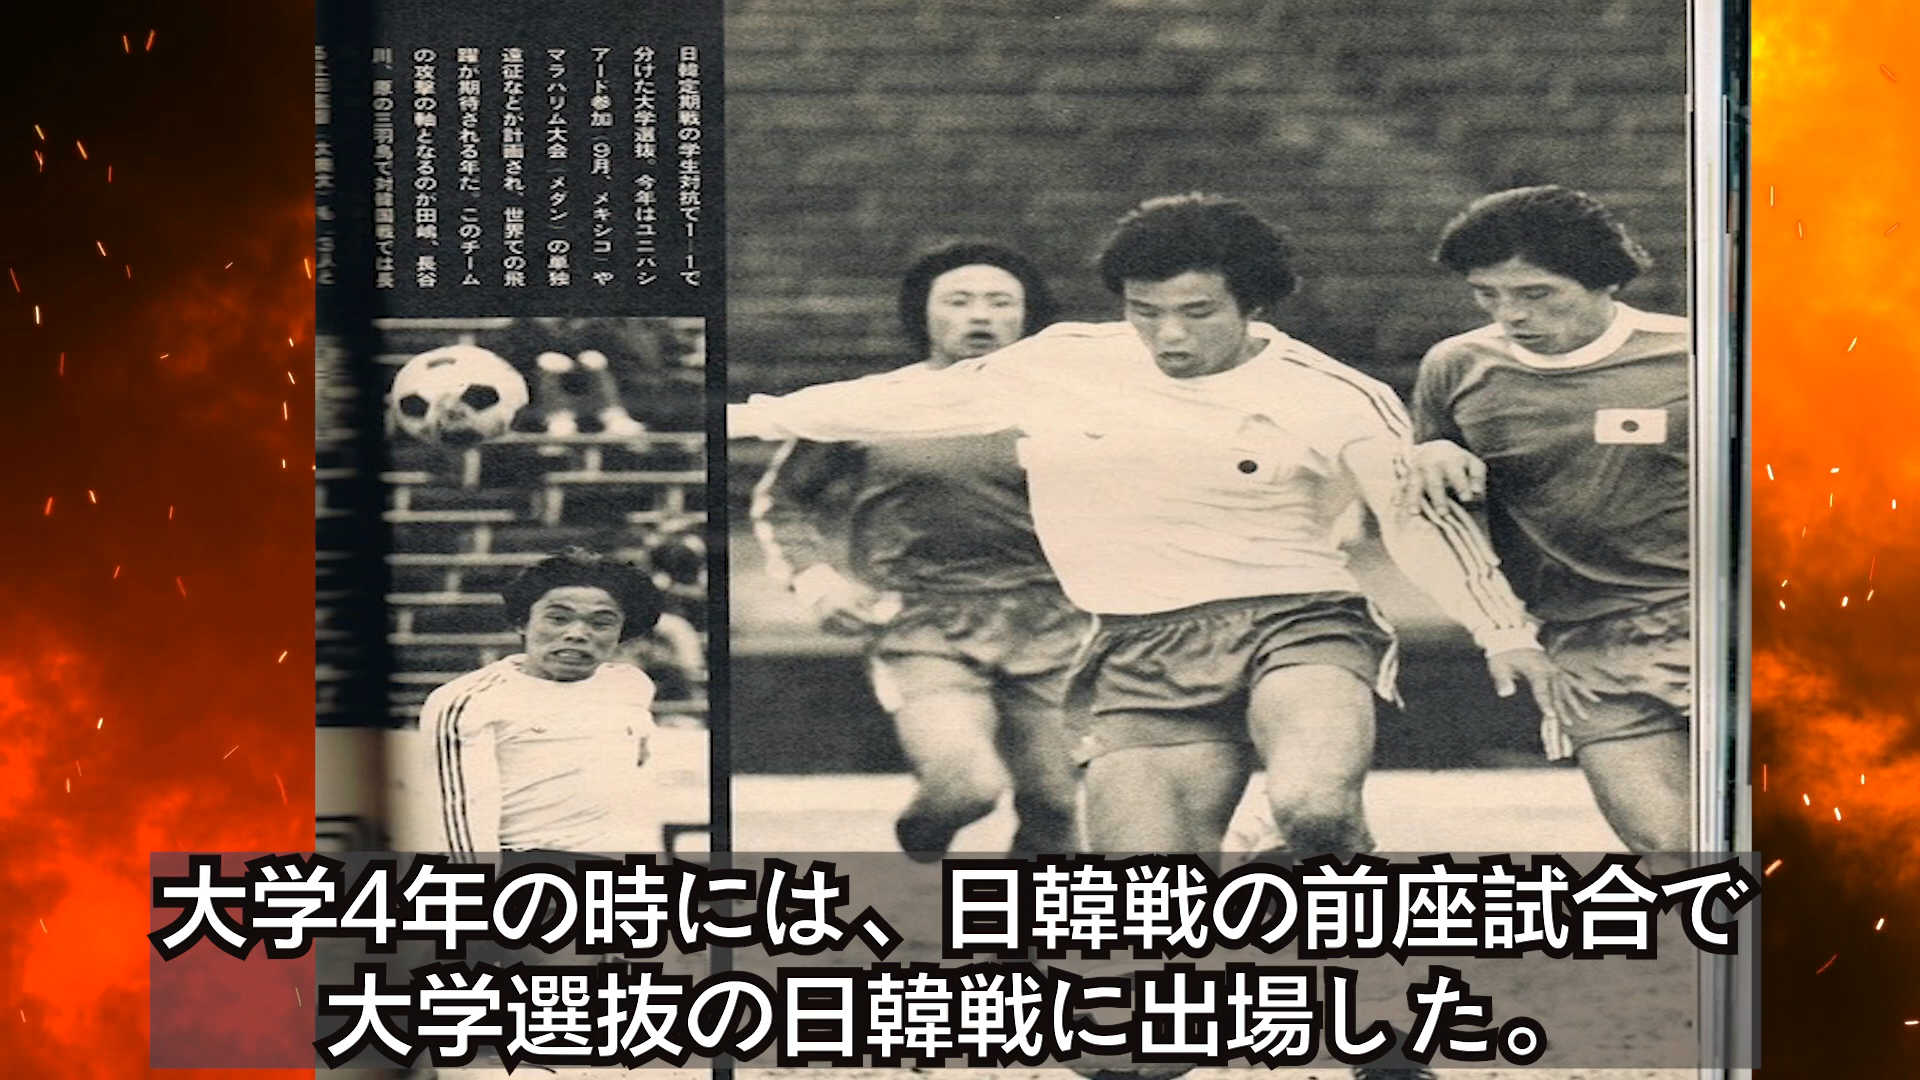 日韓定期戦の学生対抗で1―1で
分けた大学選抜。今年はユニバシ
アード参加(9月、メキシコ)や
マラハリム大会(メダン)の単独
遠征などが計画され、世界での飛
躍が期待される年だ。このチーム
の攻撃の軸となるのが田嶋、長谷
川、原の三羽烏で対韓国戦では長
大学4年の時には、日韓戦の前座試合で
大学選抜の日韓戦に出場した。